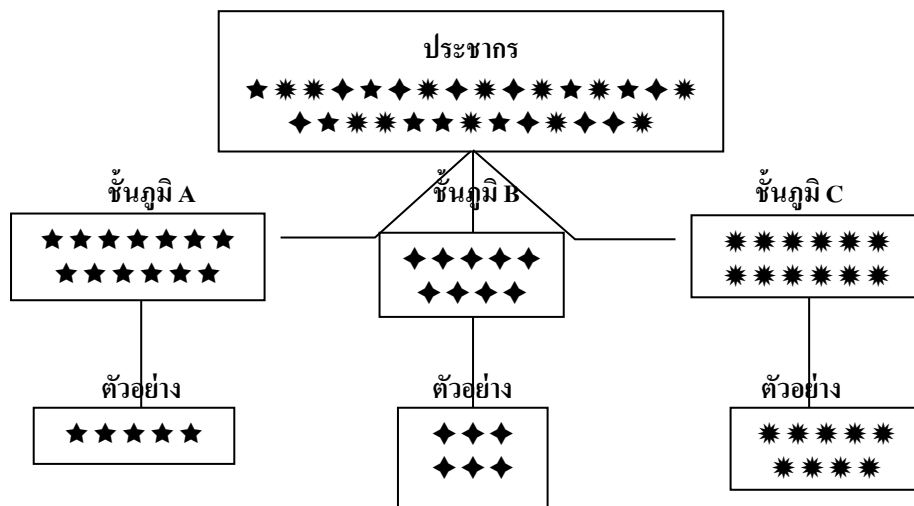 ประชากร
ชั้นภูมิ A
ชั้นภูมิ B
ชั้นภูมิ C
ตัวอย่าง
ตัวอย่าง
ตัวอย่าง